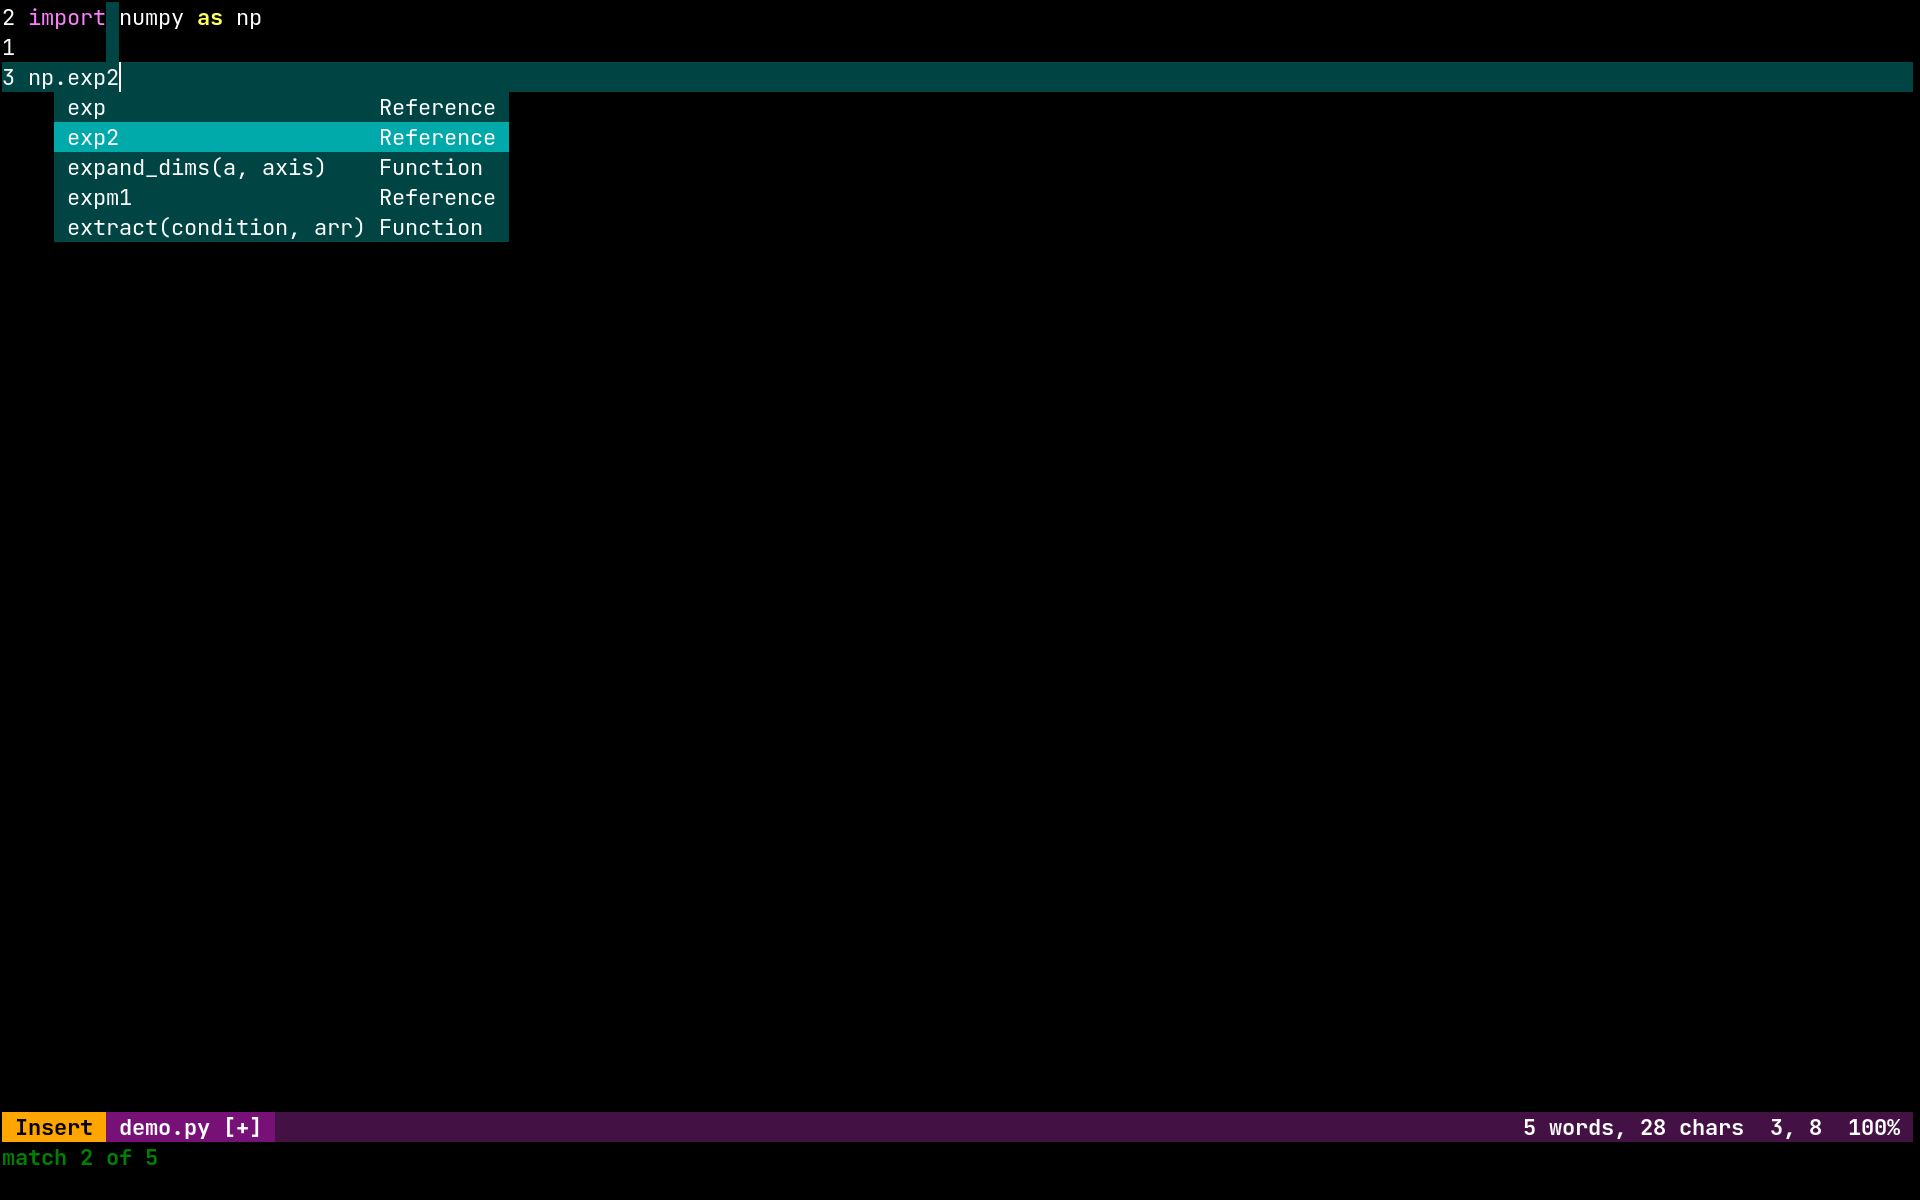 2 import numpy as np
1
3 np.exp2
exp Reference
exp2 Reference
expand_dims(a, axis) Function
expm1 Reference
extract(condition, arr) Function
Insert demo.py [+] 5 words, 28 chars 3, 8 100%
match 2 of 5